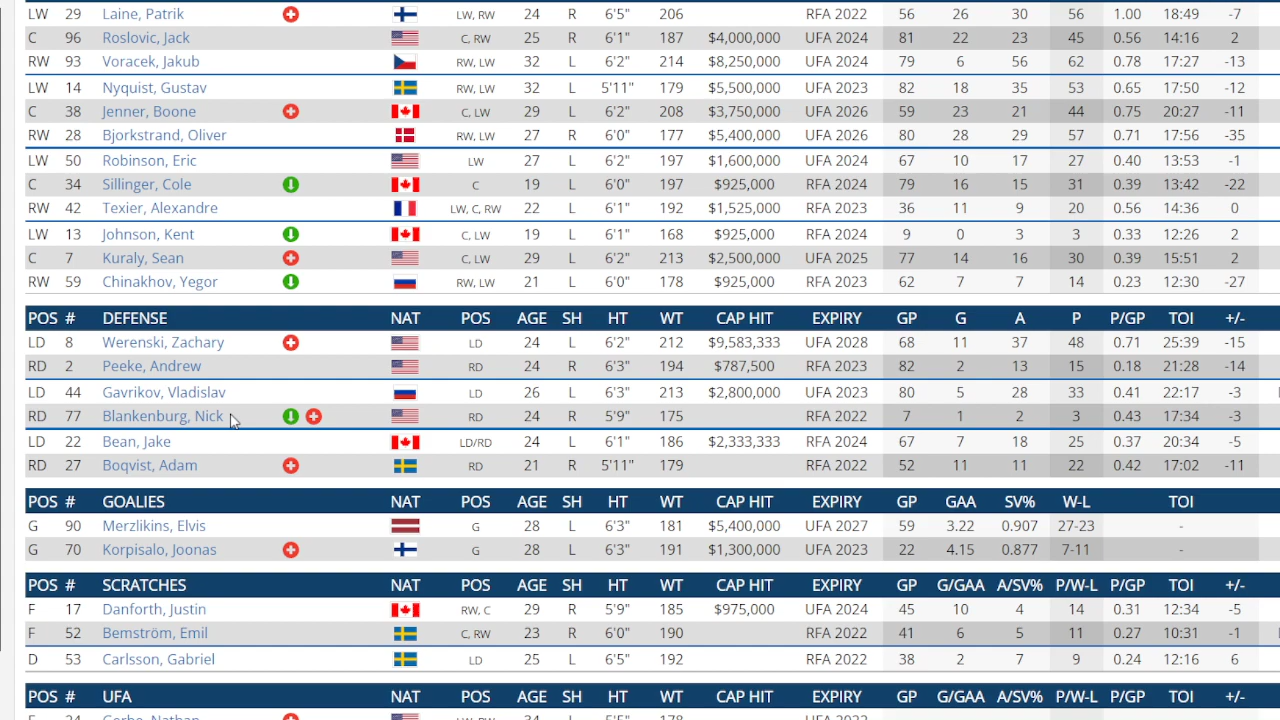 LW 29 Laine, Patrik LW, RW 24 R 6'5" 206 RFA 2022 56 26 30 56 1.00 18:49 -7
C 96 Roslovic, Jack C, RW 25 R 6'1" 187 $4,000,000 UFA 2024 81 22 23 45 0.56 14:16 2
RW 93 Voracek, Jakub RW, LW 32 L 6'2" 214 $8,250,000 UFA 2024 79 6 56 62 0.78 17:27 -13
LW 14 Nyquist, Gustav RW, LW 32 L 5'11" 179 $5,500,000 UFA 2023 82 18 35 53 0.65 17:50 -12
C 38 Jenner, Boone C, LW 29 L 6'2" 208 $3,750,000 UFA 2026 59 23 21 44 0.75 20:27 -11
RW 28 Bjorkstrand, Oliver RW, LW 27 R 6'0" 177 $5,400,000 UFA 2026 80 28 29 57 0.71 17:56 -35
LW 50 Robinson, Eric LW 27 L 6'2" 197 $1,600,000 UFA 2024 67 10 17 27 0.40 13:53 -1
C 34 Sillinger, Cole C 19 L 6'0" 197 $925,000 RFA 2024 79 16 15 31 0.39 13:42 -22
RW 42 Texier, Alexandre LW, C, RW 22 L 6'1" 192 $1,525,000 RFA 2023 36 11 9 20 0.56 14:36 0
LW 13 Johnson, Kent C, LW 19 L 6'1" 168 $925,000 RFA 2024 9 0 3 3 0.33 12:26 2
C 7 Kuraly, Sean C, LW 29 L 6'2" 213 $2,500,000 UFA 2025 77 14 16 30 0.39 15:51 2
RW 59 Chinakhov, Yegor RW, LW 21 L 6'0" 178 $925,000 RFA 2023 62 7 7 14 0.23 12:30 -27
POS # DEFENSE NAT POS AGE SH HT WT CAP HIT EXPIRY GP G A P P/GP TOI +/-
LD 8 Werenski, Zachary LD 24 L 6'2" 212 $9,583,333 UFA 2028 68 11 37 48 0.71 25:39 -15
RD 2 Peeke, Andrew RD 24 R 6'3" 194 $787,500 RFA 2023 82 2 13 15 0.18 21:28 -14
LD 44 Gavrikov, Vladislav LD 26 L 6'3" 213 $2,800,000 UFA 2023 80 5 28 33 0.41 22:17 -3
RD 77 Blankenburg, Nick RD 24 R 5'9" 175 RFA 2022 7 1 2 3 0.43 17:34 -3
LD 22 Bean, Jake LD/RD 24 L 6'1" 186 $2,333,333 RFA 2024 67 7 18 25 0.37 20:34 -5
RD 27 Boqvist, Adam RD 21 R 5'11" 179 RFA 2022 52 11 11 22 0.42 17:02 -11
POS # GOALIES NAT POS AGE SH HT WT CAP HIT EXPIRY GP GAA SV% W-L TOI
G 90 Merzlikins, Elvis G 28 L 6'3" 181 $5,400,000 UFA 2027 59 3.22 0.907 27-23 -
G 70 Korpisalo, Joonas G 28 L 6'3" 191 $1,300,000 UFA 2023 22 4.15 0.877 7-11 -
POS # SCRATCHES NAT POS AGE SH HT WT CAP HIT EXPIRY GP G/GAA A/SV% P/W-L P/GP TOI +/-
F 17 Danforth, Justin RW, C 29 R 5'9" 185 $975,000 UFA 2024 45 10 4 14 0.31 12:34 -5
F 52 Bemström, Emil C, RW 23 R 6'0" 190 RFA 2022 41 6 5 11 0.27 10:31 -1
D 53 Carlsson, Gabriel LD 25 L 6'5" 192 RFA 2022 38 2 7 9 0.24 12:16 6
POS # UFA NAT POS AGE SH HT WT CAP HIT EXPIRY GP G/GAA A/SV% P/W-L P/GP TOI +/-